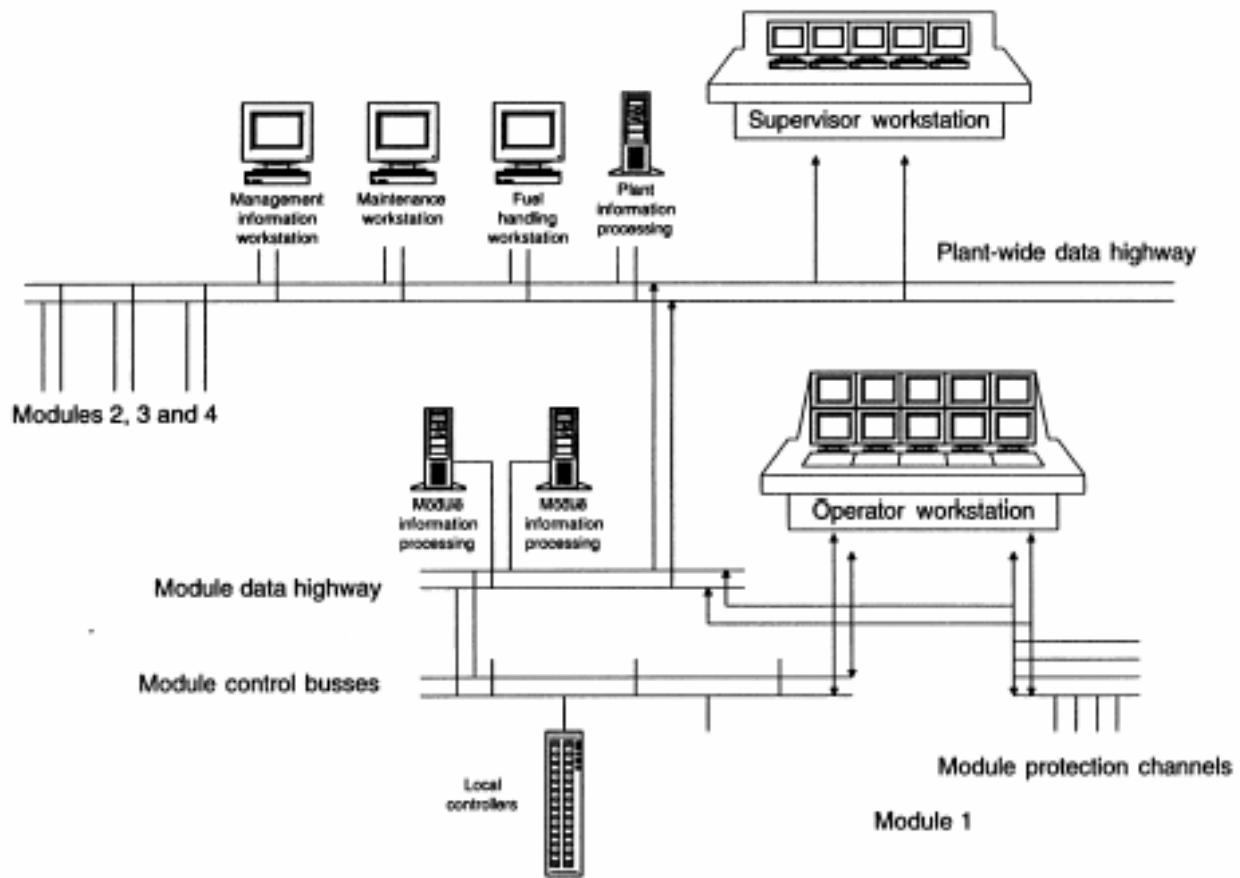 Supervisor workstation
Management
information
workstation
Maintenance
workstation
Fuel
handling
workstation
Plant
information
processing
Plant-wide data highway
Modules 2, 3 and 4
Module
information
processing
Module
information
processing
Operator workstation
Module data highway
Module control busses
Local
controllers
Module protection channels
Module 1